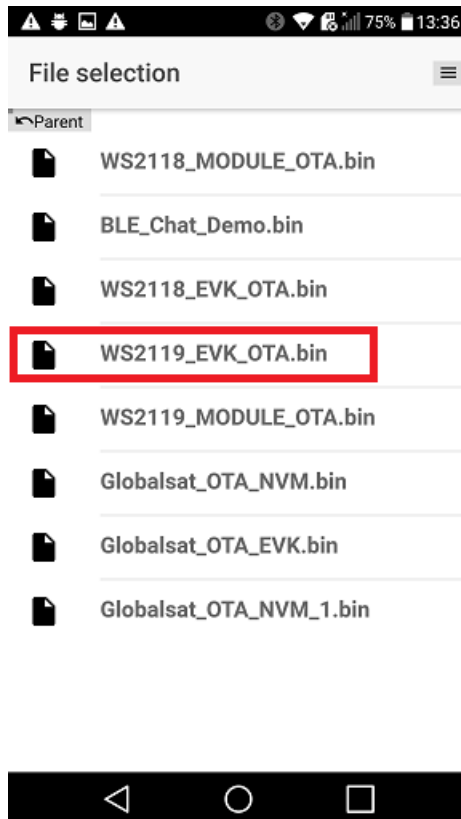 75% 13:36
File selection
Parent
WS2118_MODULE_OTA.bin
BLE_Chat_Demo.bin
WS2118_EVK_OTA.bin
WS2119_EVK_OTA.bin
WS2119_MODULE_OTA.bin
Globalsat_OTA_NVM.bin
Globalsat_OTA_EVK.bin
Globalsat_OTA_NVM_1.bin